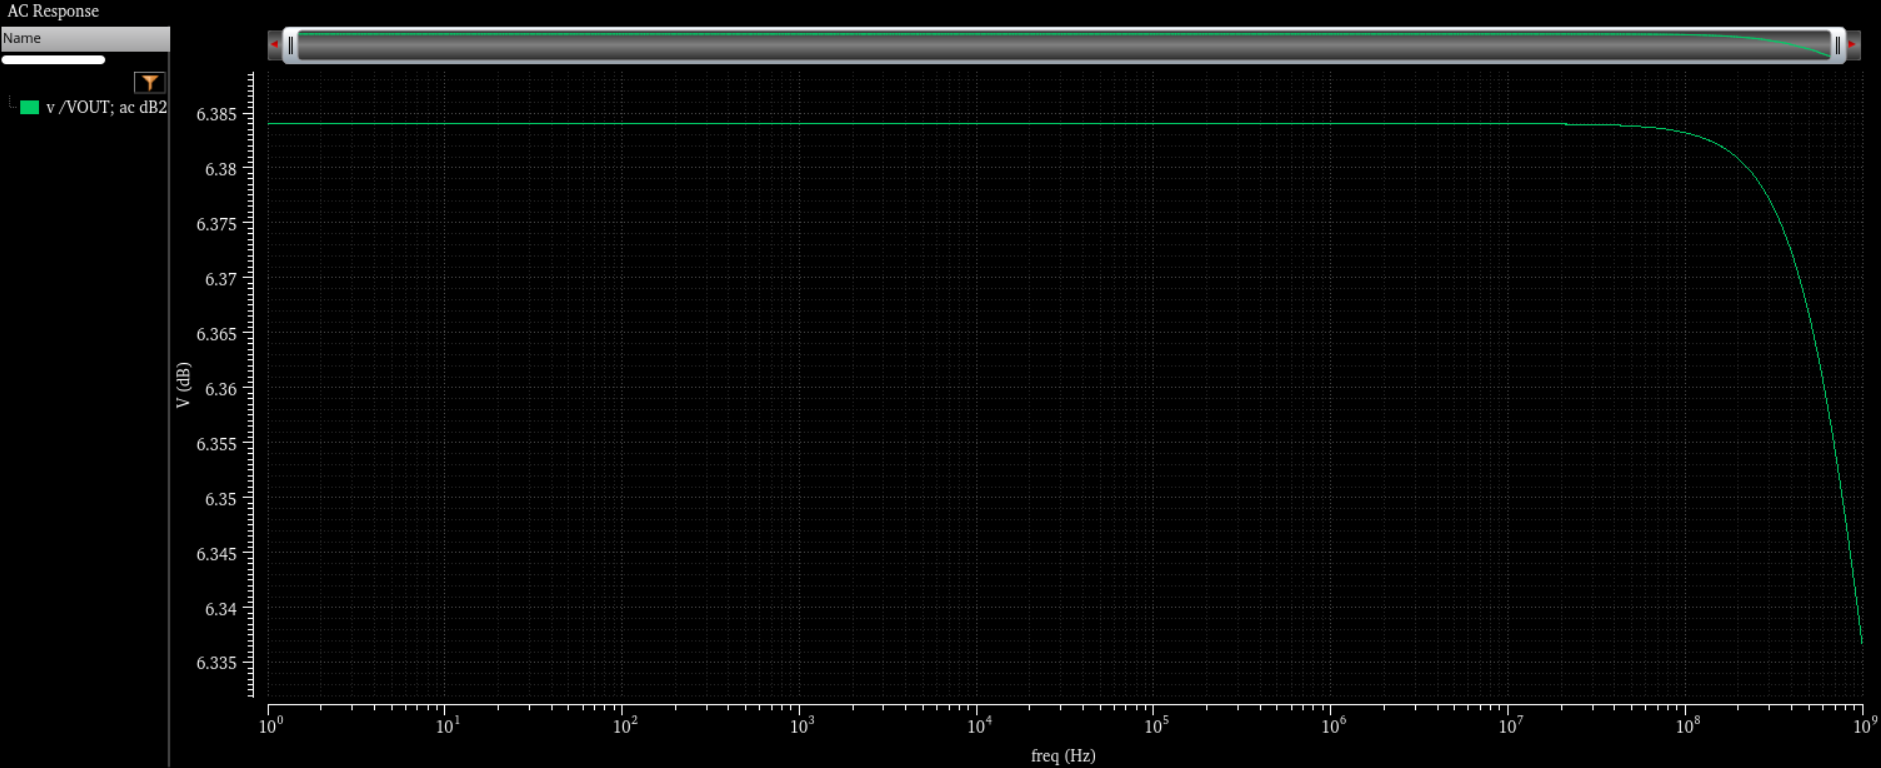 AC Response
Name
v /VOUT; ac dB2
6.385
6.38
6.375
6.37
6.365
6.36
6.355
6.35
6.345
6.34
6.335
V (dB)
10⁰ 10¹ 10² 10³ 10⁴ 10⁵ 10⁶ 10⁷ 10⁸ 10⁹
freq (Hz)